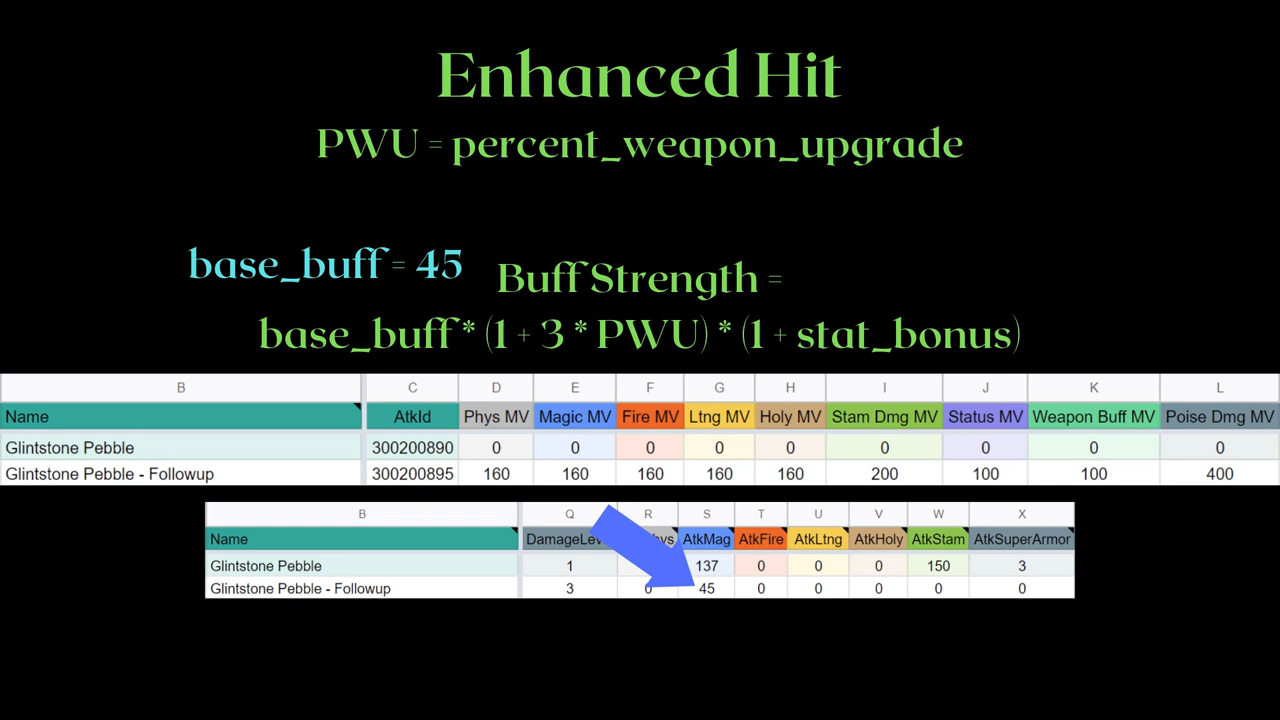 Enhanced Hit
PWU = percent_weapon_upgrade
base_buff = 45
Buff Strength =
base_buff * (1 + 3 * PWU) * (1 + stat_bonus)
B C D E F G H I J K L
Name AtkId Phys MV Magic MV Fire MV Ltng MV Holy MV Stam Dmg MV Status MV Weapon Buff MV Poise Dmg MV
Glintstone Pebble 300200890 0 0 0 0 0 0 0 0 0
Glintstone Pebble - Followup 300200895 160 160 160 160 160 200 100 100 400
B Q R S T U V W X
Name AtkMag AtkFire AtkLtng AtkHoly AtkStam AtkSuperArmor
Glintstone Pebble 1 137 0 0 0 150 3
Glintstone Pebble - Followup 3 0 45 0 0 0 0 0